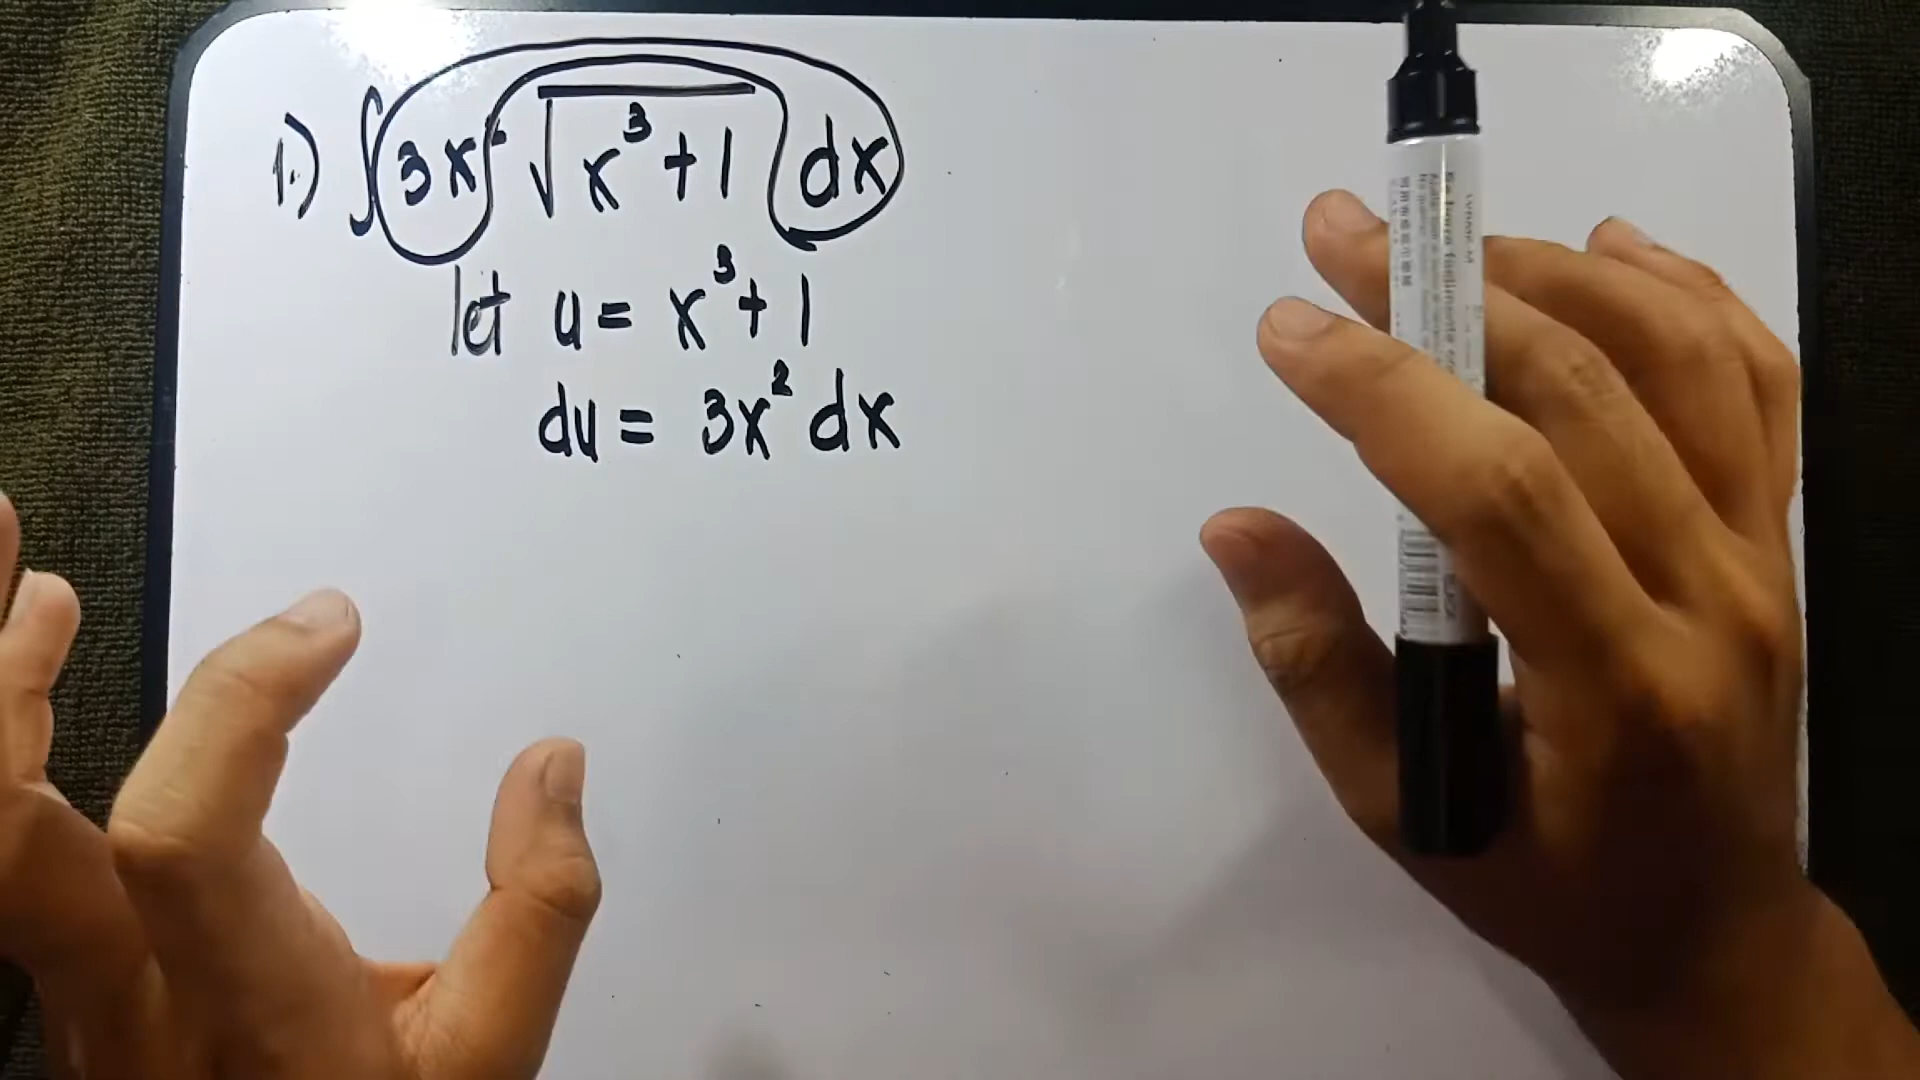 1.) ∫ 3x² √x³+1 dx
let u = x³+1
du = 3x² dx